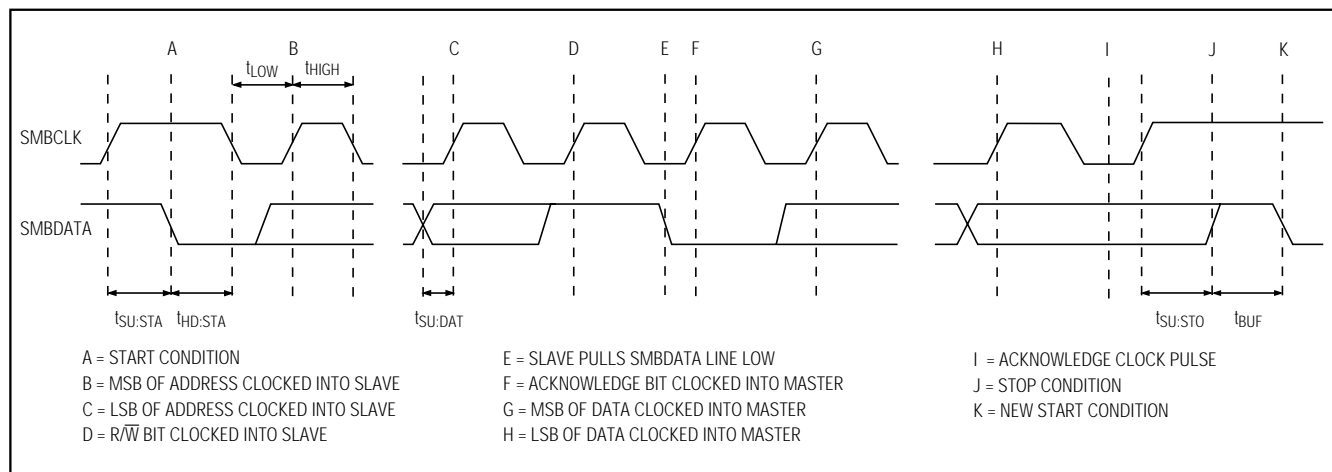 A B C D E F G H I J K
tLOW tHIGH
SMBCLK
SMBDATA
tSU:STA tHD:STA tSU:DAT tSU:STO tBUF
A = START CONDITION
B = MSB OF ADDRESS CLOCKED INTO SLAVE
C = LSB OF ADDRESS CLOCKED INTO SLAVE
D = R/W̅ BIT CLOCKED INTO SLAVE
E = SLAVE PULLS SMBDATA LINE LOW
F = ACKNOWLEDGE BIT CLOCKED INTO MASTER
G = MSB OF DATA CLOCKED INTO MASTER
H = LSB OF DATA CLOCKED INTO MASTER
I = ACKNOWLEDGE CLOCK PULSE
J = STOP CONDITION
K = NEW START CONDITION